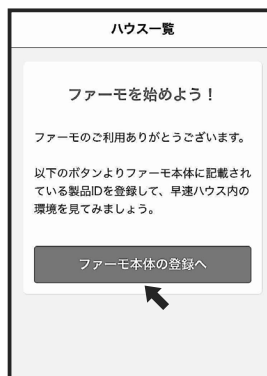 ハウス一覧
ファーモを始めよう！
ファーモのご利用ありがとうございます。
以下のボタンよりファーモ本体に記載され
ている製品IDを登録して、早速ハウス内の
環境を見てみましょう。
ファーモ本体の登録へ